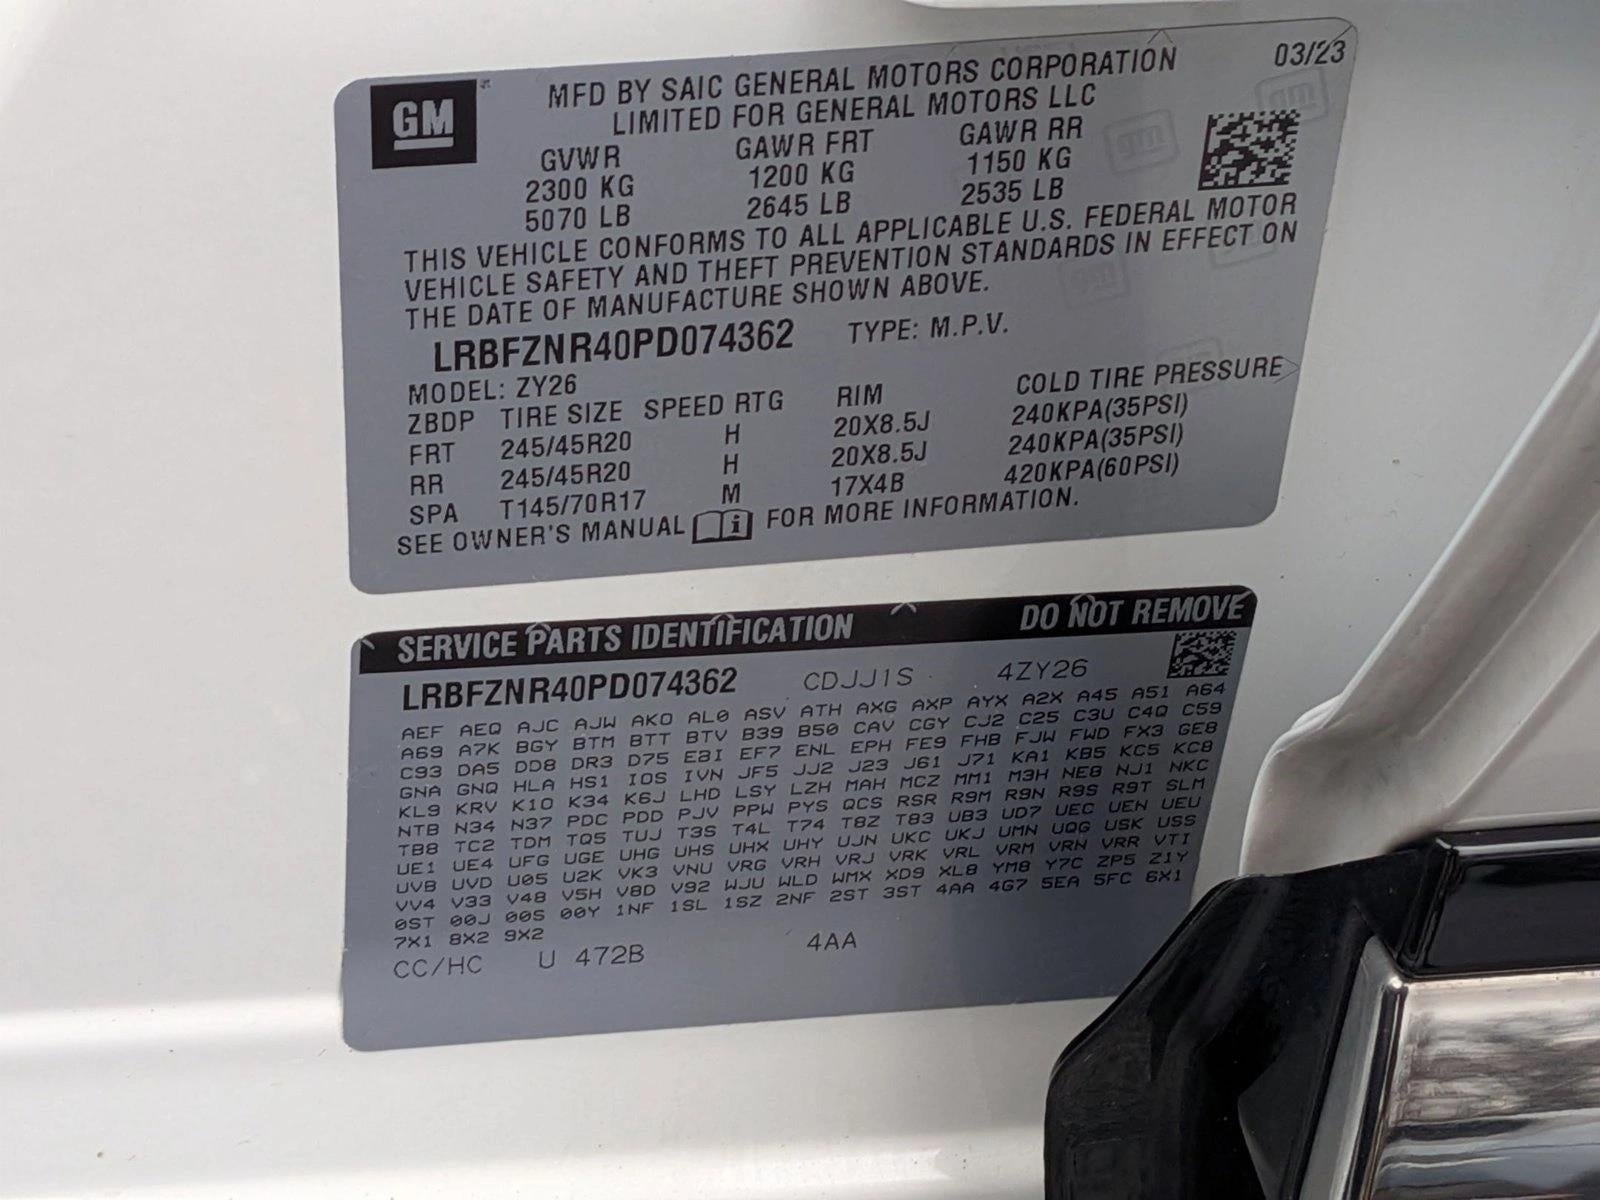 GM
MFD BY SAIC GENERAL MOTORS CORPORATION 03/23
LIMITED FOR GENERAL MOTORS LLC
GVWR GAWR FRT GAWR RR
2300 KG 1200 KG 1150 KG
5070 LB 2645 LB 2535 LB
THIS VEHICLE CONFORMS TO ALL APPLICABLE U.S. FEDERAL MOTOR
VEHICLE SAFETY AND THEFT PREVENTION STANDARDS IN EFFECT ON
THE DATE OF MANUFACTURE SHOWN ABOVE.
LRBFZNR40PD074362 TYPE: M.P.V.
MODEL: ZY26
ZBDP TIRE SIZE SPEED RTG RIM COLD TIRE PRESSURE
FRT 245/45R20 H 20X8.5J 240KPA(35PSI)
RR 245/45R20 H 20X8.5J 240KPA(35PSI)
SPA T145/70R17 M 17X4B 420KPA(60PSI)
SEE OWNER'S MANUAL FOR MORE INFORMATION.
SERVICE PARTS IDENTIFICATION DO NOT REMOVE
LRBFZNR40PD074362 CDJJ1S 4ZY26
AEF AEQ AJC AJW AKO AL0 ASV ATH AXG AXP AYX A2X A45 A51 A64
A69 A7K BGY BTM BTT BTV B39 B50 CAV CGY CJ2 C25 C3U C4Q C59
C93 DA5 DD8 DR3 D75 E3I EF7 ENL EPH FE9 FHB FJW FWD FX3 GE8
GNA GNQ HLA HS1 IOS IVN JF5 JJ2 J23 J61 J71 KA1 KB5 KC5 KC8
KL9 KRV K10 K34 K6J LHD LSY LZH MAH MCZ MM1 M3H NE8 NJ1 NKC
NTB N34 N37 PDC PDD PJV PPW PYS QCS RSR R9M R9N R9S R9T SLM
TB8 TC2 TDM TQ5 TUJ T3S T4L T74 T8Z T83 UB3 UD7 UEC UEN UEU
UE1 UE4 UFG UGE UHG UHS UHX UHY UJN UKC UKJ UMN UQG USK USS
UVB UVD U05 U2K VK3 VNU VRG VRH VRJ VRK VRL VRM VRN VRR VTI
VV4 V33 V48 V5H V8D V92 WJU WLD WMX XD9 XL8 YM8 Y7C ZP5 Z1Y
0ST 00J 00S 00Y 1NF 1SL 1SZ 2NF 2ST 3ST 4AA 4G7 5EA 5FC 6X1
7X1 8X2 9X2
CC/HC U 472B 4AA